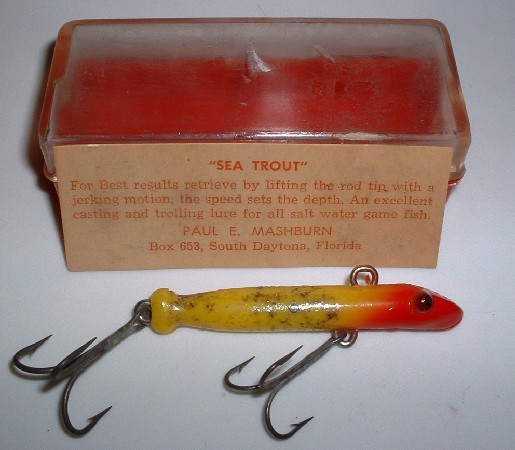 "SEA TROUT"
For Best results retrieve by lifting the rod tip with a
jerking motion, the speed sets the depth. An excellent
casting and trolling lure for all salt water game fish.
PAUL E. MASHBURN
Box 653, South Daytona, Florida